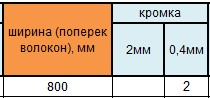 кромка
ширина (поперек
волокон), мм
2мм
0,4мм
800
2